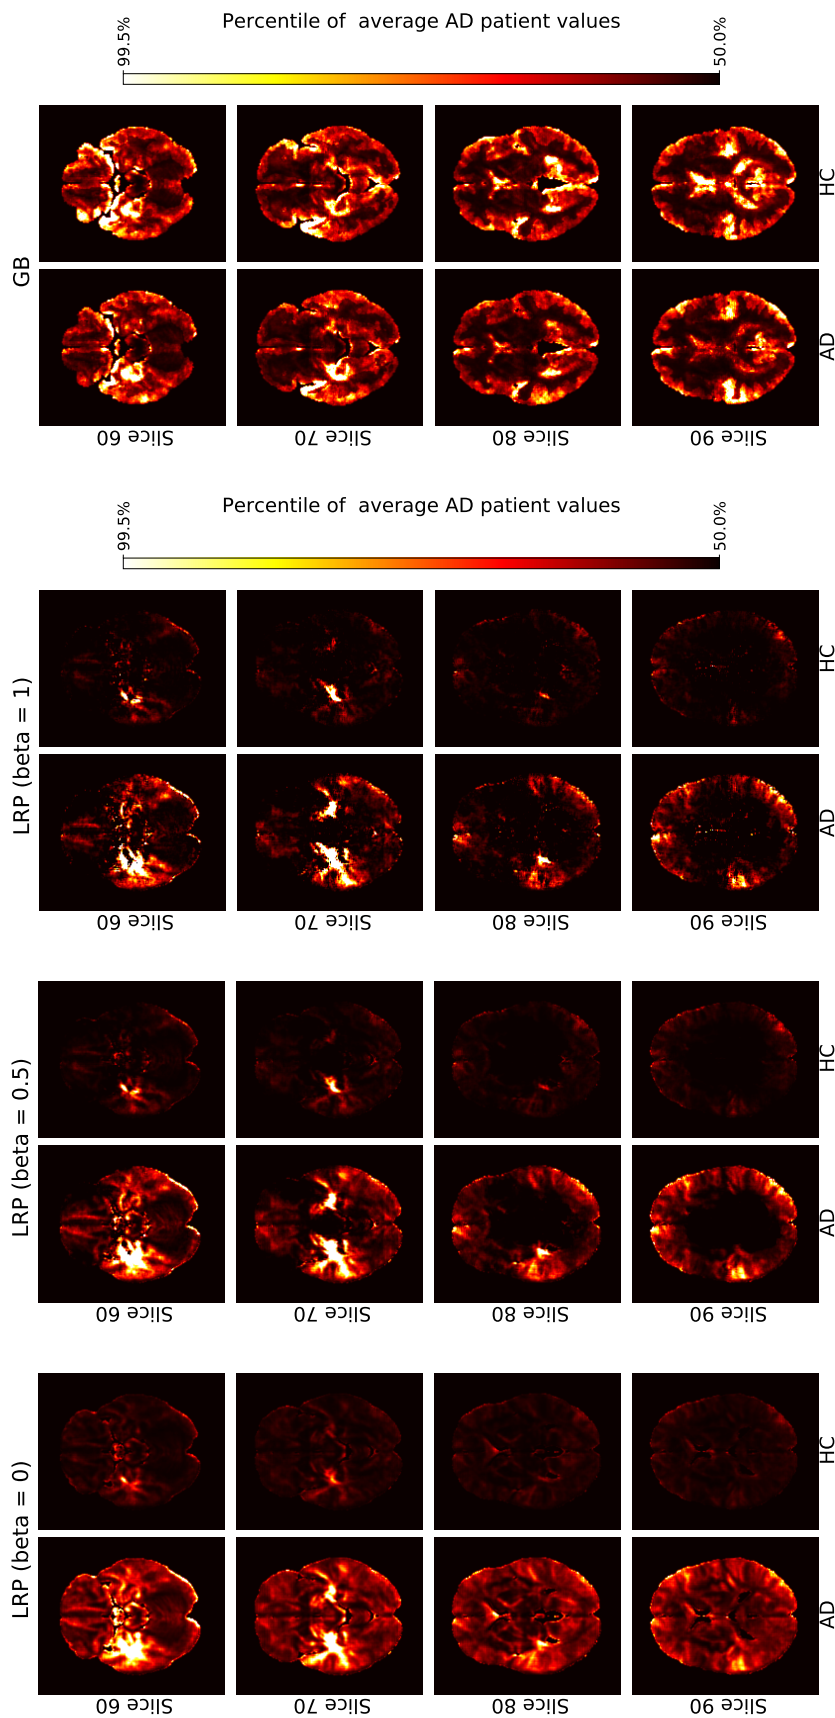 Percentile of  average AD patient values
99.5%
50.0%
GB
HC
AD
Slice 60
Slice 70
Slice 80
Slice 90
Percentile of  average AD patient values
99.5%
50.0%
LRP (beta = 1)
HC
AD
Slice 60
Slice 70
Slice 80
Slice 90
LRP (beta = 0.5)
HC
AD
Slice 60
Slice 70
Slice 80
Slice 90
LRP (beta = 0)
HC
AD
Slice 60
Slice 70
Slice 80
Slice 90